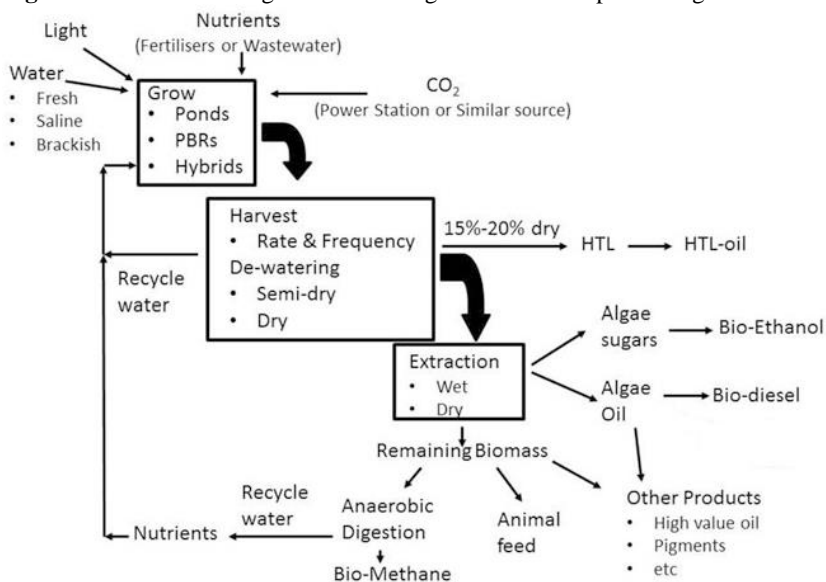 Nutrients
(Fertilisers or Wastewater)
Light
Water
• Fresh
• Saline
• Brackish
Grow
• Ponds
• PBRs
• Hybrids
CO₂
(Power Station or Similar source)
Harvest
• Rate & Frequency
De-watering
• Semi-dry
• Dry
15%-20% dry
HTL
HTL-oil
Recycle
water
Extraction
• Wet
• Dry
Algae
sugars
Bio-Ethanol
Algae
Oil
Bio-diesel
Remaining Biomass
Recycle
water
Nutrients
Anaerobic
Digestion
Bio-Methane
Animal
feed
Other Products
• High value oil
• Pigments
• etc